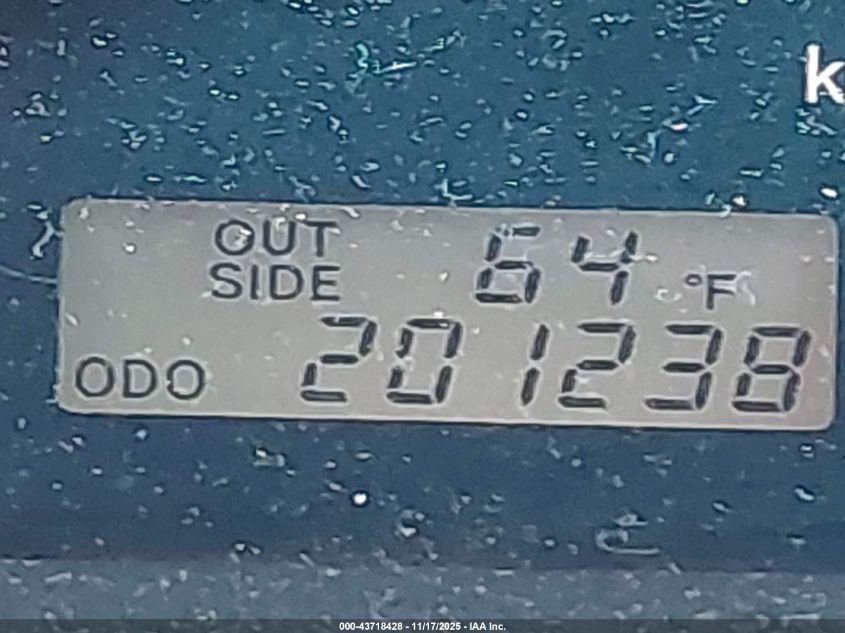 k
OUT
SIDE 64 °F
ODO 201238
000-43718428 - 11/17/2025 - IAA Inc.